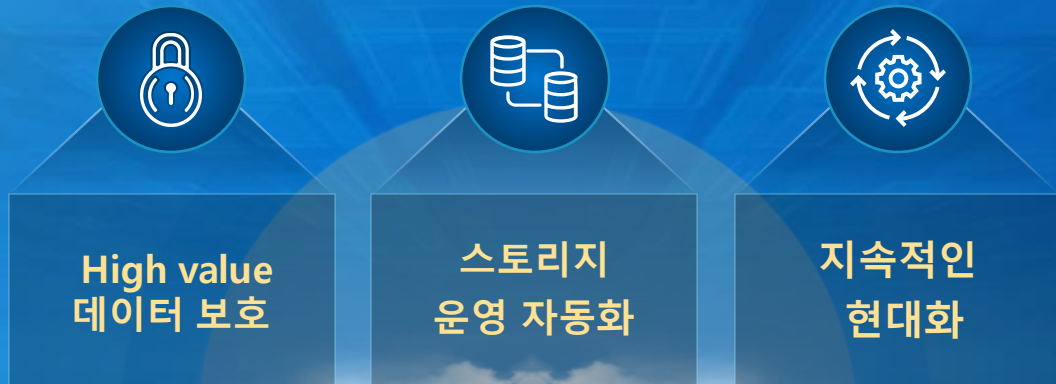 High value
데이터 보호
스토리지
운영 자동화
지속적인
현대화